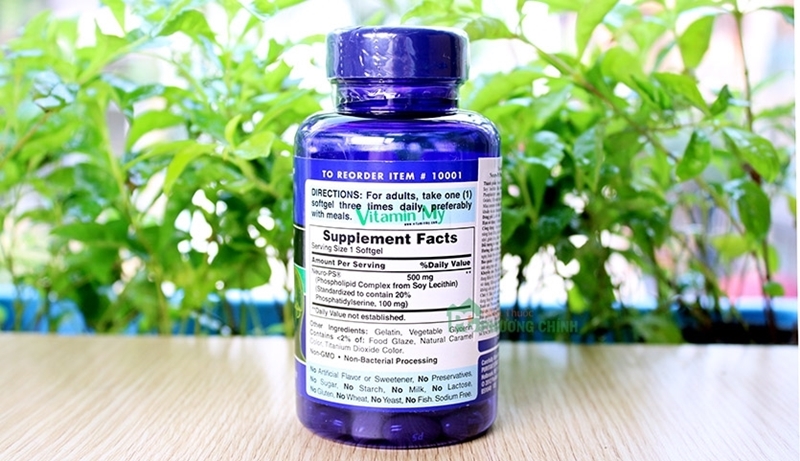 TO REORDER ITEM # 10001
DIRECTIONS: For adults, take one (1)
softgel three times daily, preferably
with meals.
Vitamin My
Supplement Facts
Serving Size 1 Softgel
Amount Per Serving %Daily Value
Neuro-PS® 500 mg **
(Phospholipid Complex from Soy Lecithin)
(Standardized to contain 20%
Phosphatidylserine, 100 mg)
**Daily Value not established.
Other Ingredients: Gelatin, Vegetable Glycerin
Contains <2% of: Food Glaze, Natural Caramel
Color, Titanium Dioxide Color.
Non-GMO • Non-Bacterial Processing
No Artificial Flavor or Sweetener, No Preservatives,
No Sugar, No Starch, No Milk, No Lactose,
No Gluten, No Wheat, No Yeast, No Fish. Sodium Free.